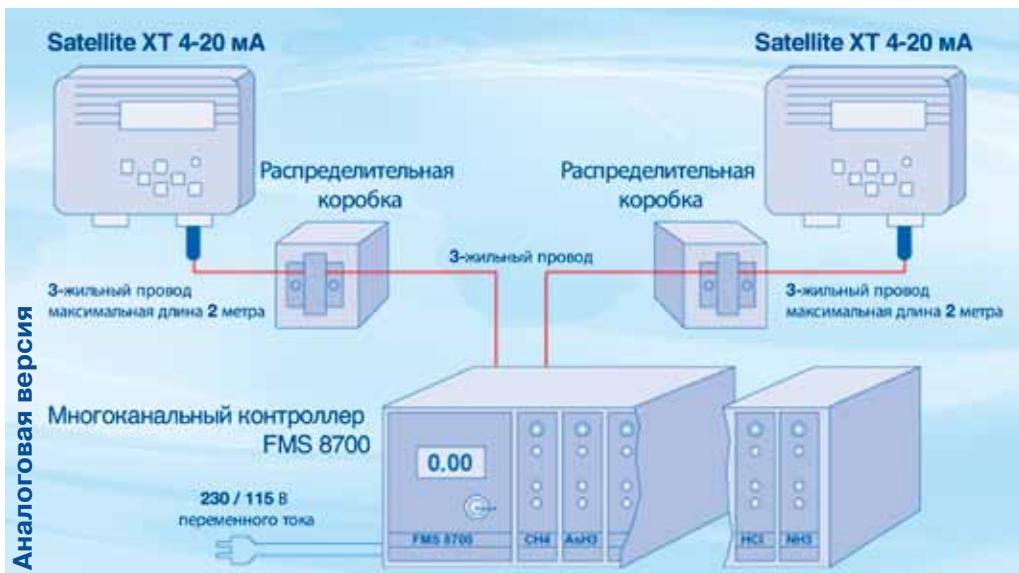 Satellite XT 4-20 мА
Satellite XT 4-20 мА
Распределительная
коробка
Распределительная
коробка
3-жильный провод
3-жильный провод
максимальная длина 2 метра
3-жильный провод
максимальная длина 2 метра
Аналоговая версия
Многоканальный контроллер
FMS 8700
0.00
230 / 115 В
переменного тока
FMS 8700
CH4
AsH3
HCl
NH3